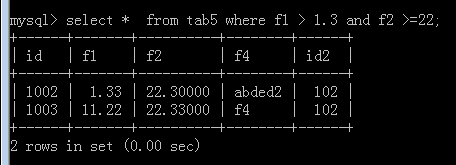 mysql> select *  from tab5 where f1 > 1.3 and f2 >=22;
+------+-------+----------+--------+------+
| id   | f1    | f2       | f4     | id2  |
+------+-------+----------+--------+------+
| 1002 |  1.33 | 22.30000 | abded2 |  102 |
| 1003 | 11.22 | 22.33000 | f4     |  102 |
+------+-------+----------+--------+------+
2 rows in set (0.00 sec)